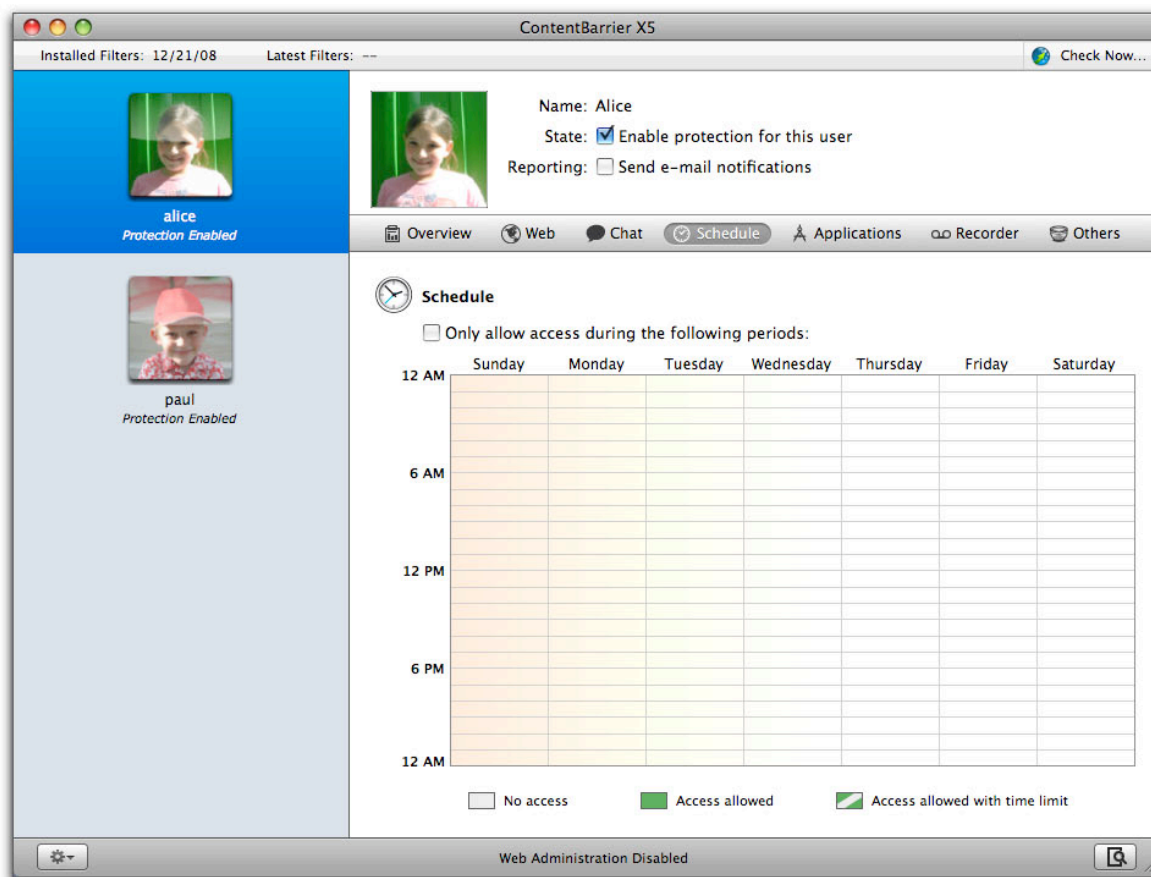 ContentBarrier X5
Installed Filters: 12/21/08 Latest Filters: -- Check Now...
alice
Protection Enabled
paul
Protection Enabled
Name: Alice
State: Enable protection for this user
Reporting: Send e-mail notifications
Overview Web Chat Schedule Applications Recorder Others
Schedule
Only allow access during the following periods:
Sunday Monday Tuesday Wednesday Thursday Friday Saturday
12 AM
6 AM
12 PM
6 PM
12 AM
No access Access allowed Access allowed with time limit
Web Administration Disabled